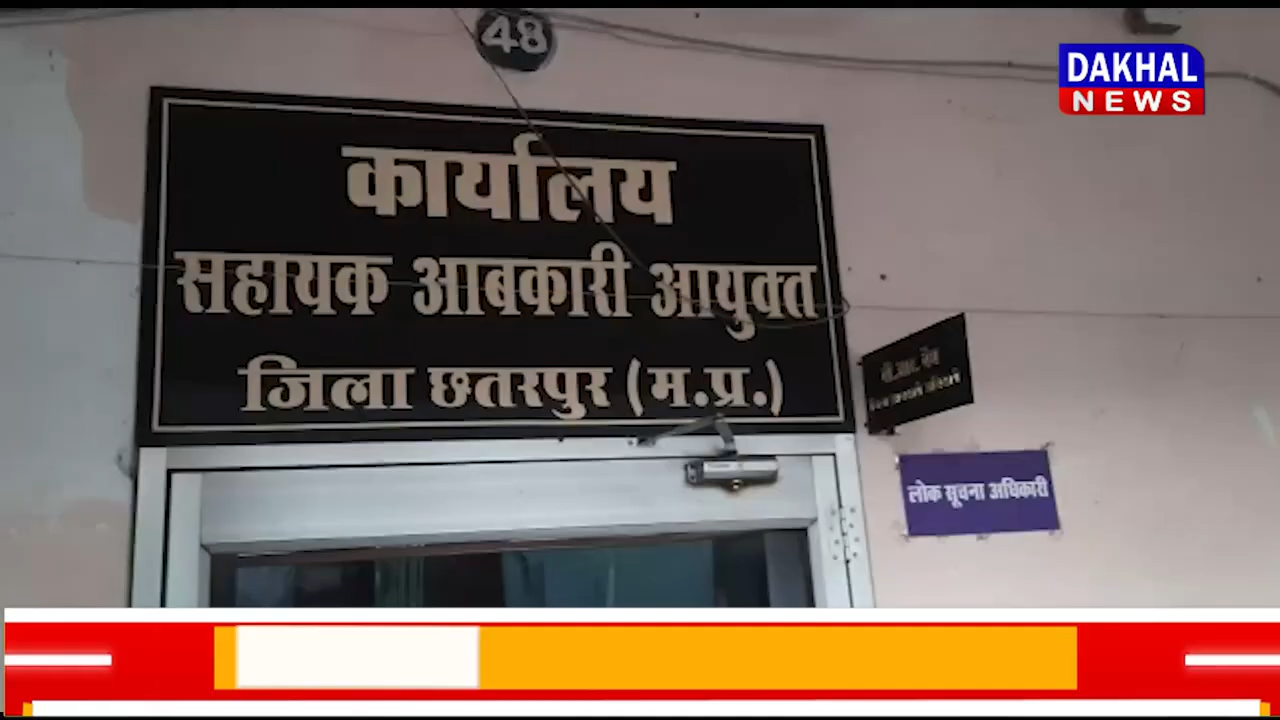 48
DAKHAL
NEWS
कार्यालय
सहायक आबकारी आयुक्त
जिला छतरपुर (म.प्र.)
लोक सूचना अधिकारी